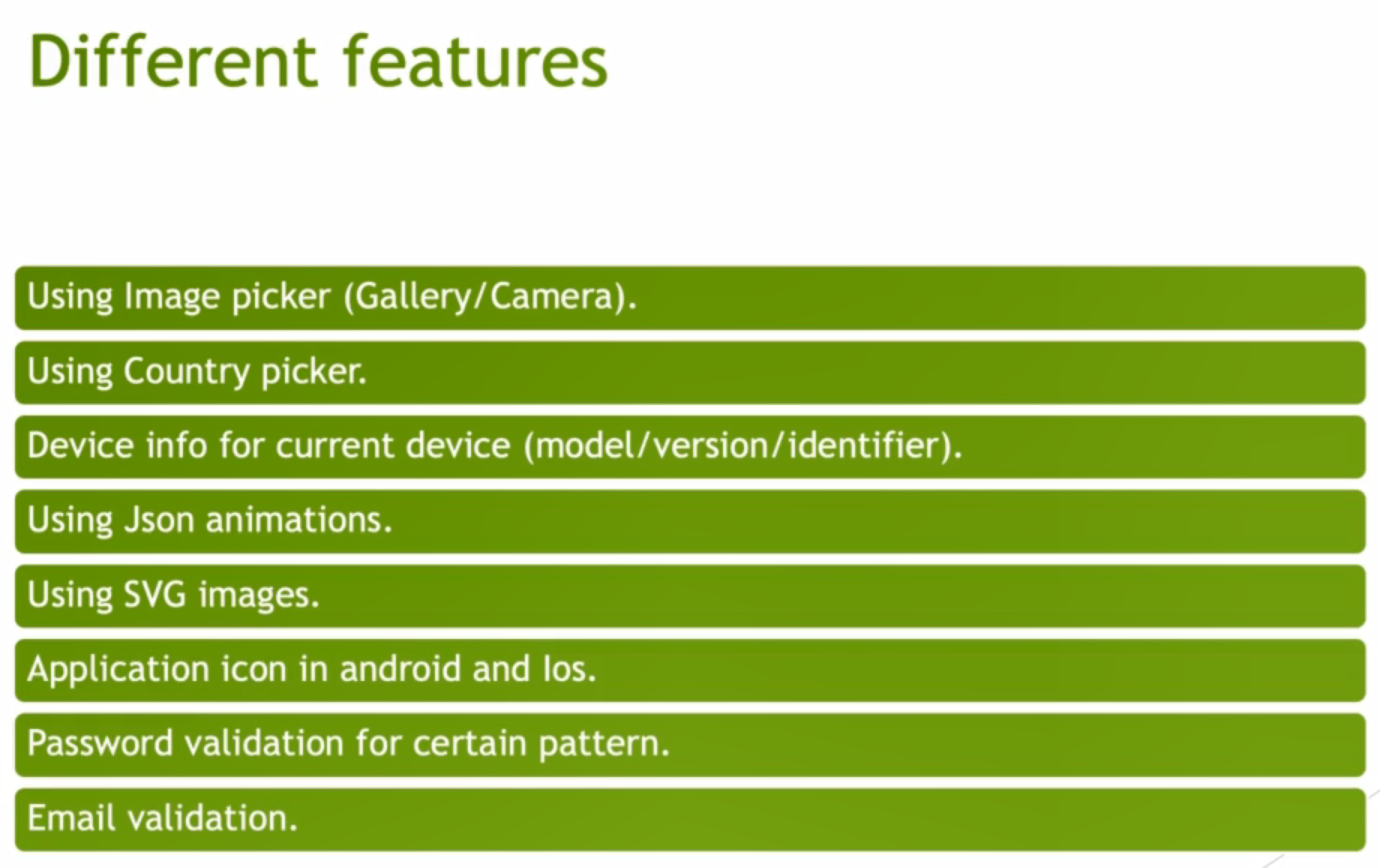 Different features
Using Image picker (Gallery/Camera).
Using Country picker.
Device info for current device (model/version/identifier).
Using Json animations.
Using SVG images.
Application icon in android and Ios.
Password validation for certain pattern.
Email validation.